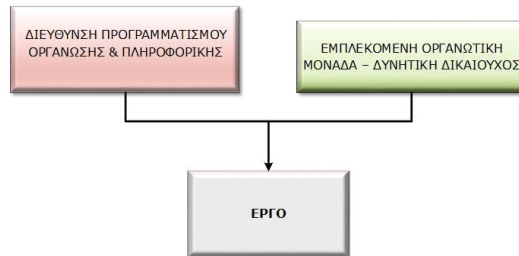 ΔΙΕΥΘΥΝΣΗ ΠΡΟΓΡΑΜΜΑΤΙΣΜΟΥ
ΟΡΓΑΝΩΣΗΣ & ΠΛΗΡΟΦΟΡΙΚΗΣ
ΕΜΠΛΕΚΟΜΕΝΗ ΟΡΓΑΝΩΤΙΚΗ
ΜΟΝΑΔΑ – ΔΥΝΗΤΙΚΗ ΔΙΚΑΙΟΥΧΟΣ
ΕΡΓΟ